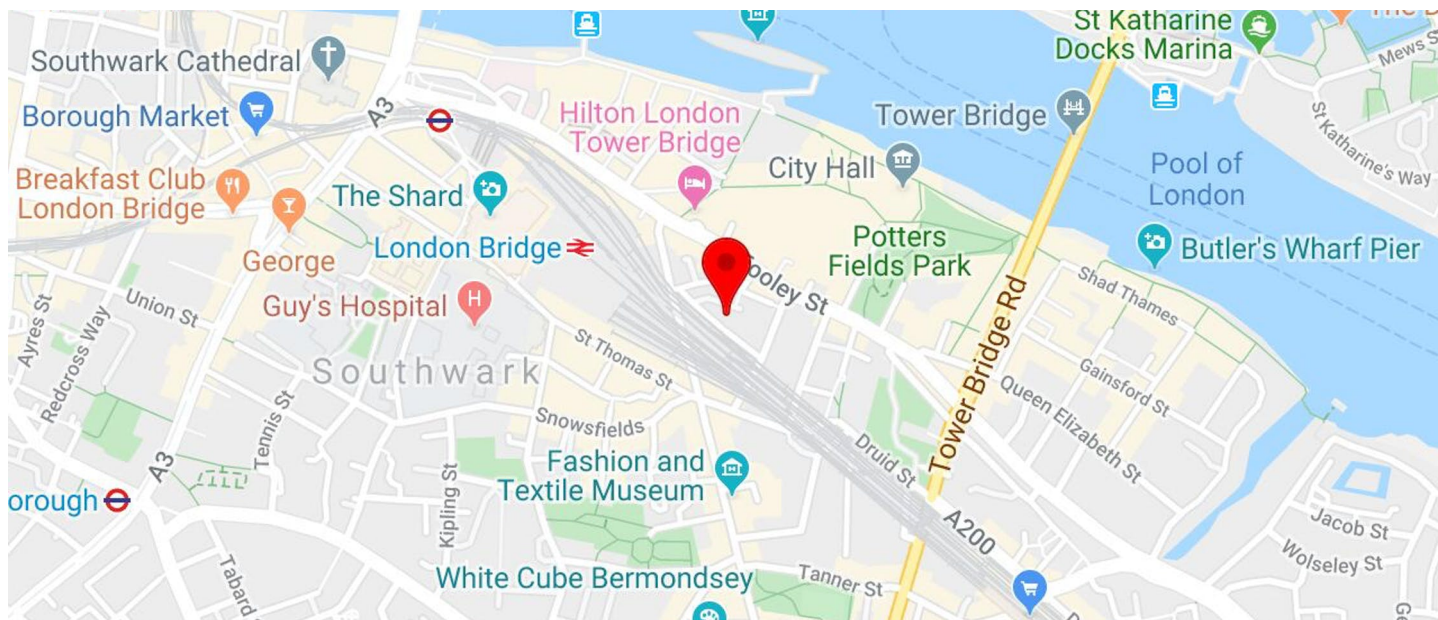 St Katharine
Docks Marina
Mews S
Southwark Cathedral
A3
Borough Market
Hilton London
Tower Bridge
Tower Bridge
St Katharine's Way
City Hall
Pool of
London
Breakfast Club
London Bridge
The Shard
London Bridge
George
Potters
Fields Park
Butler's Wharf Pier
ooley St
Shad Thames
Union St
Guy's Hospital
H
Ayres St
Redcross Way
Southwark
St Thomas St
Tower Bridge Rd
Gainsford St
Queen Elizabeth St
Tennis St
Snowsfields
Druid St
A3
Fashion and
Textile Museum
orough
Kipling St
A200
Jacob St
Wolseley St
White Cube Bermondsey
Tanner St
Tabard